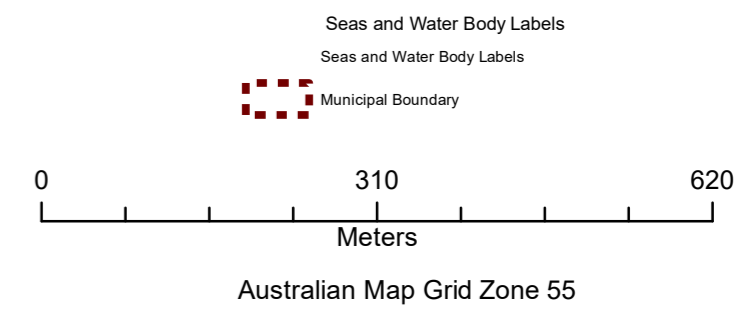 Seas and Water Body Labels
Seas and Water Body Labels
Municipal Boundary
0 310 620
Meters
Australian Map Grid Zone 55